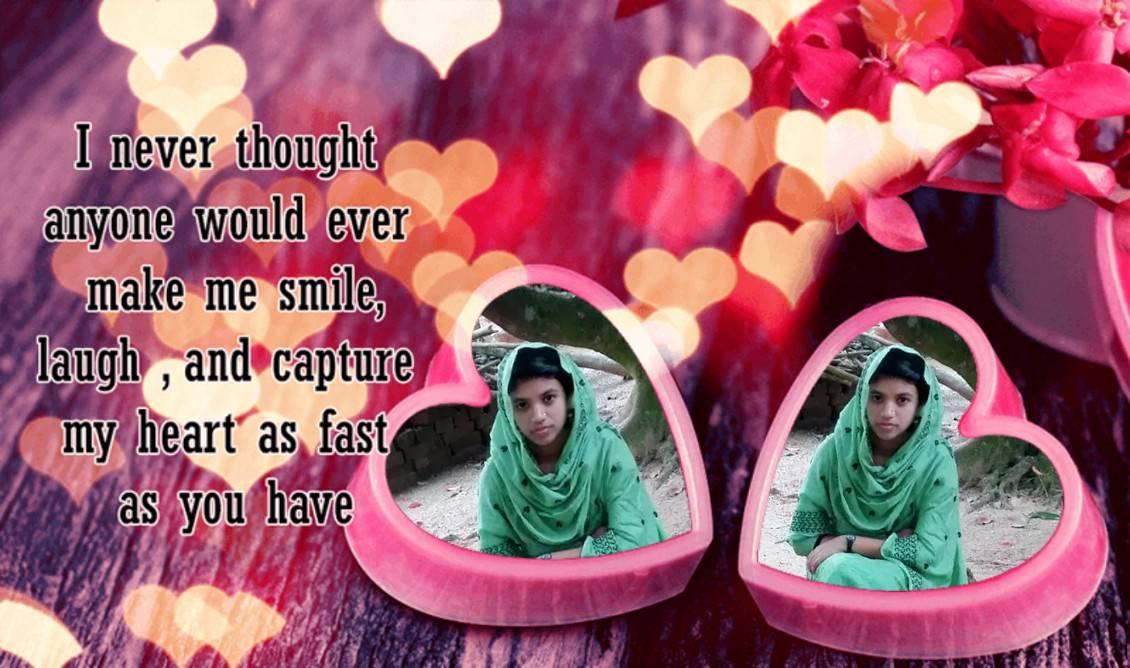 I never thought
anyone would ever
make me smile,
laugh , and capture
my heart as fast
as you have